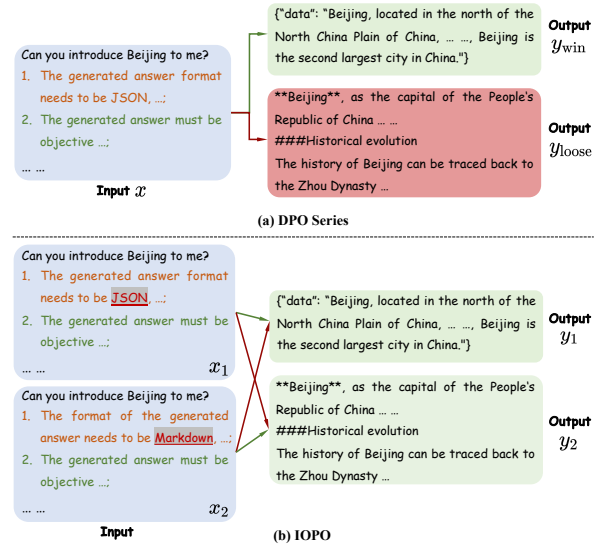 Can you introduce Beijing to me?
1. The generated answer format
needs to be JSON, ...;
2. The generated answer must be
objective ...;
... ...
Input x
{"data": "Beijing, located in the north of the
North China Plain of China, ... ..., Beijing is
the second largest city in China."}
Output
y_win
**Beijing**, as the capital of the People's
Republic of China ... ...
###Historical evolution
The history of Beijing can be traced back to
the Zhou Dynasty ...
Output
y_loose
(a) DPO Series
Can you introduce Beijing to me?
1. The generated answer format
needs to be JSON, ...;
2. The generated answer must be
objective ...;
... ...
x_1
Can you introduce Beijing to me?
1. The format of the generated
answer needs to be Markdown, ...;
2. The generated answer must be
objective ...;
... ...
x_2
Input
{"data": "Beijing, located in the north of the
North China Plain of China, ... ..., Beijing is
the second largest city in China."}
Output
y_1
**Beijing**, as the capital of the People's
Republic of China ... ...
###Historical evolution
The history of Beijing can be traced back to
the Zhou Dynasty ...
Output
y_2
(b) IOPO